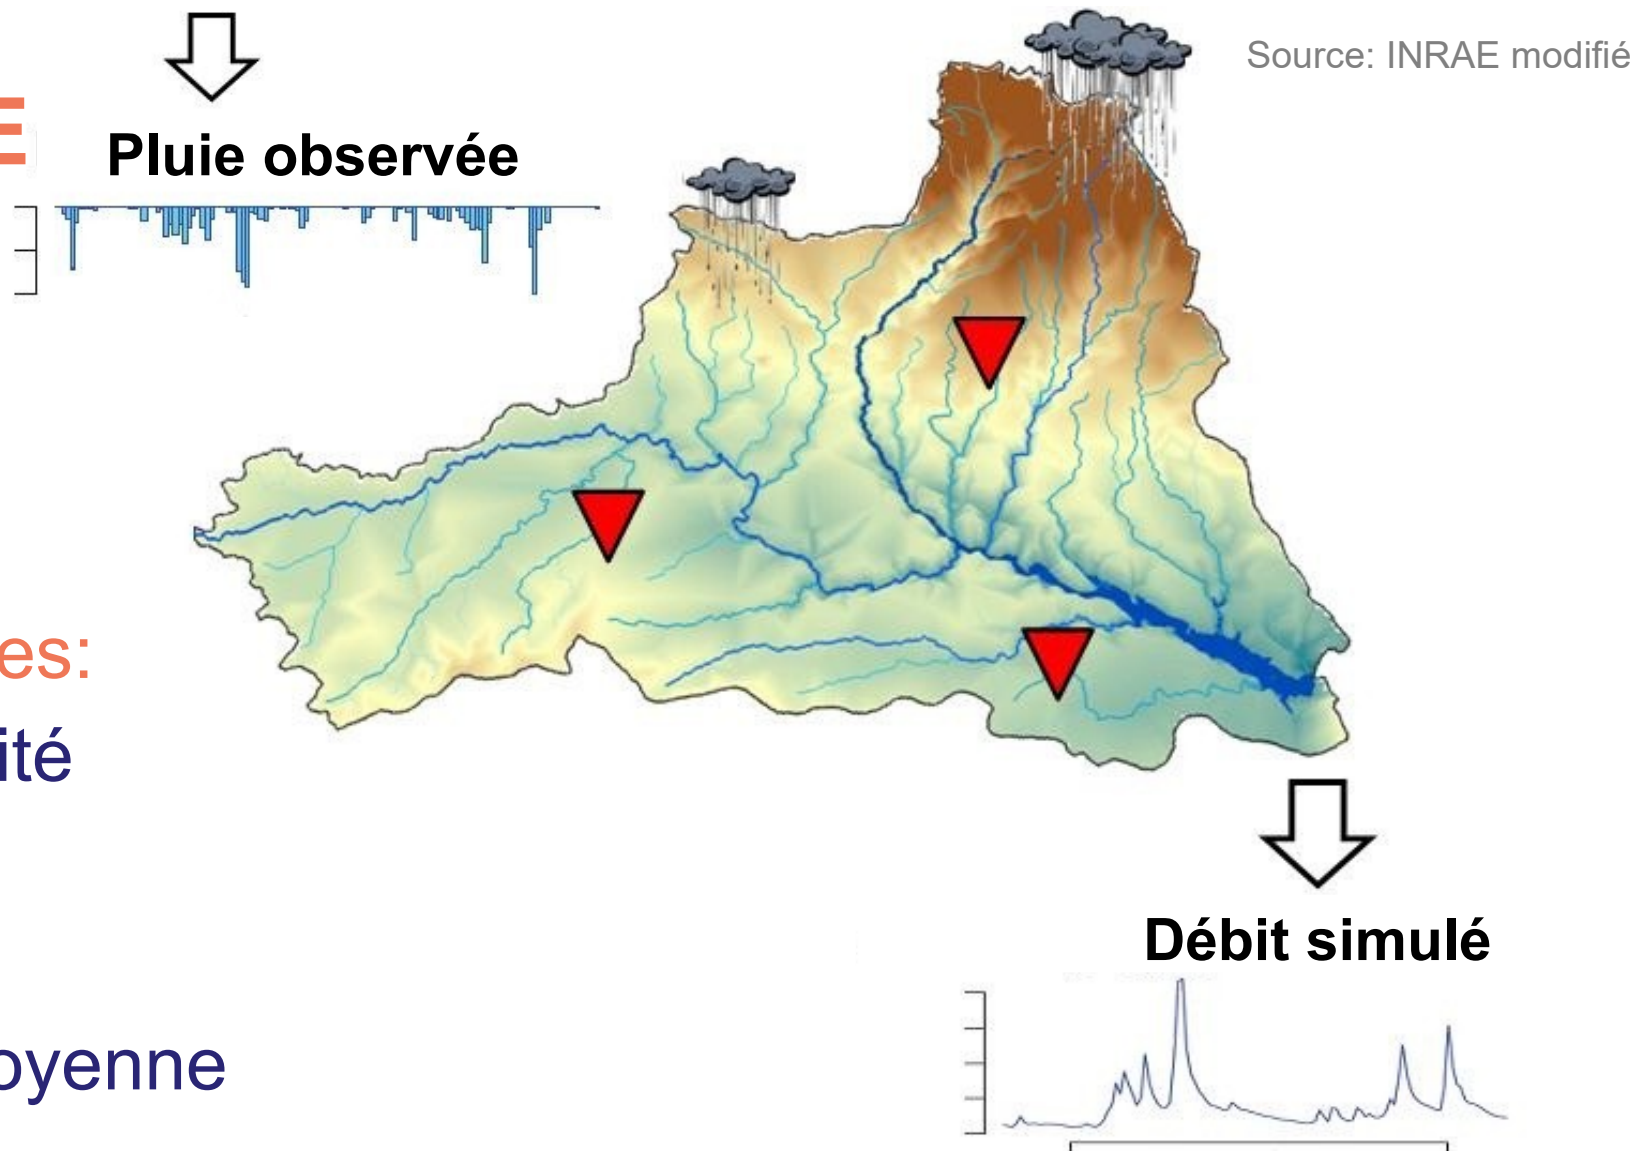 Source: INRAE modifié
E
Pluie observée
es:
ité
Débit simulé
oyenne